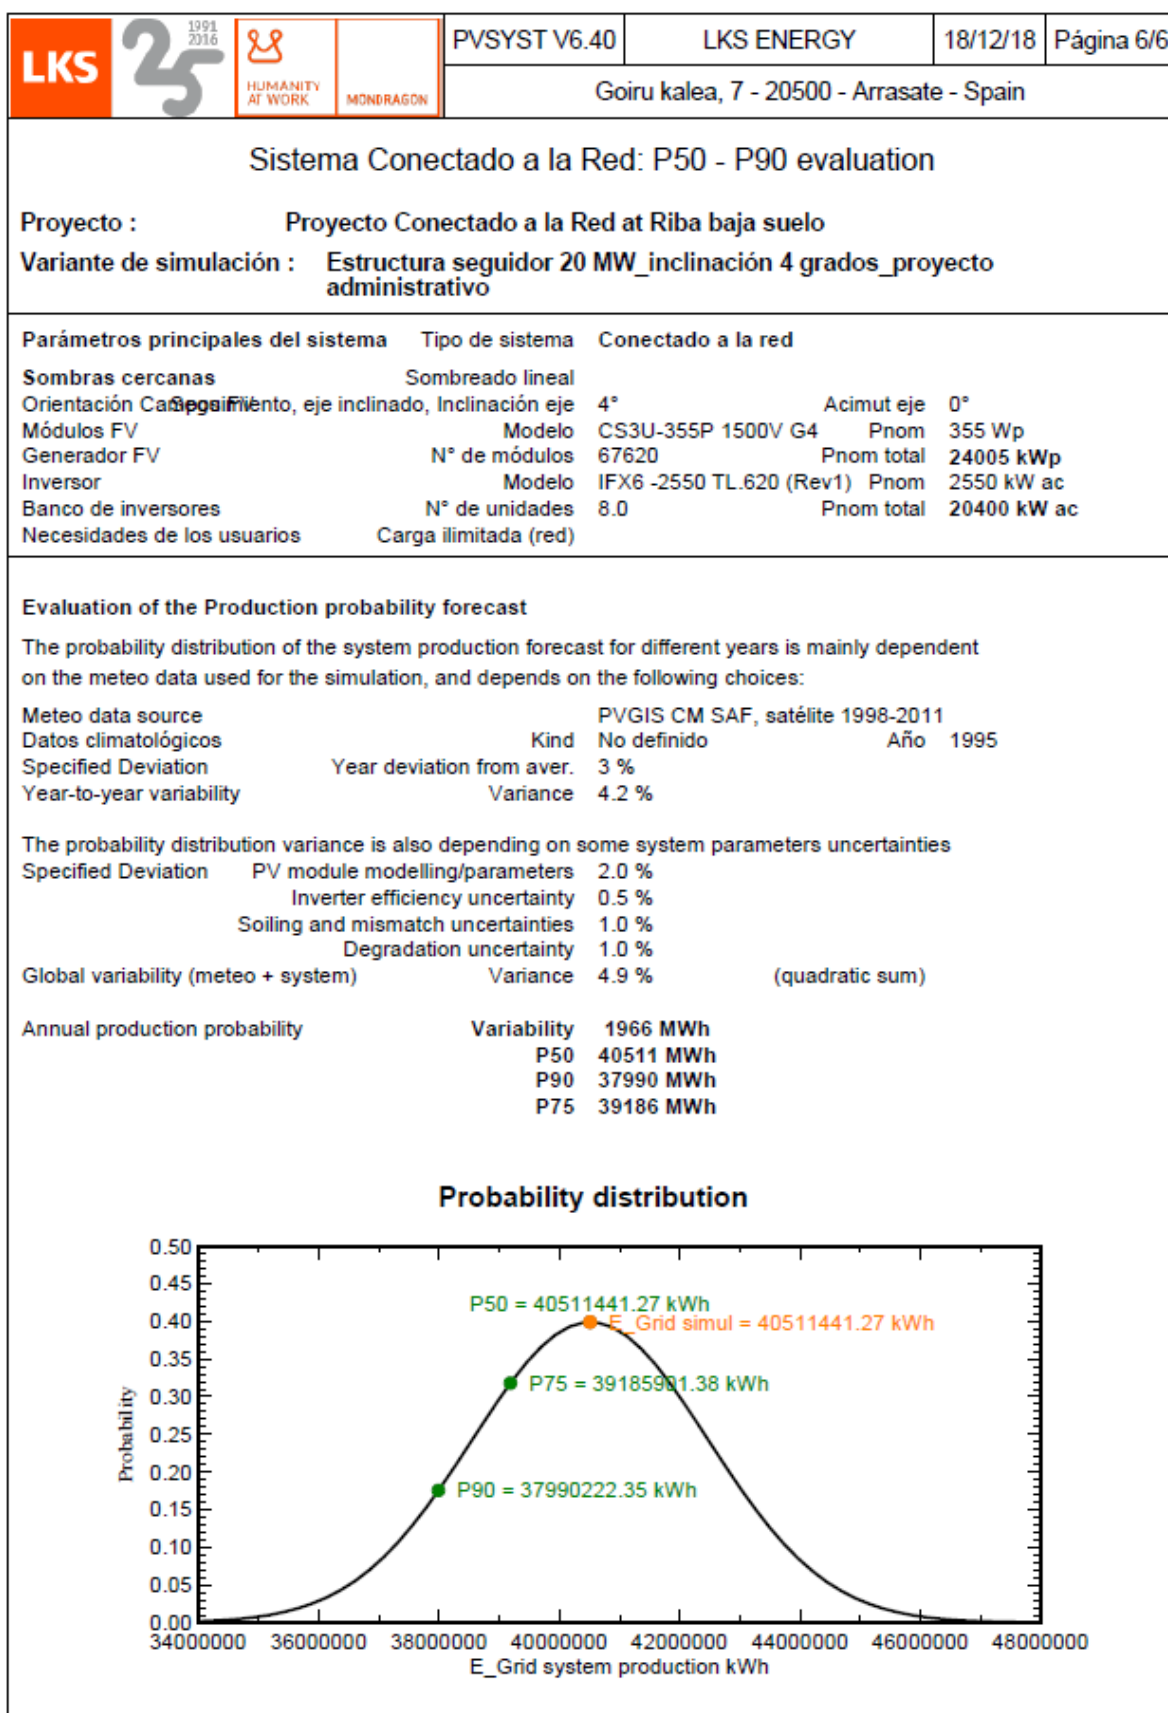 LKS
1991
2016
25
HUMANITY
AT WORK
MONDRAGON
PVSYST V6.40
LKS ENERGY
18/12/18
Página 6/6
Goiru kalea, 7 - 20500 - Arrasate - Spain
Sistema Conectado a la Red: P50 - P90 evaluation
Proyecto : Proyecto Conectado a la Red at Riba baja suelo
Variante de simulación : Estructura seguidor 20 MW_inclinación 4 grados_proyecto
administrativo
Parámetros principales del sistema Tipo de sistema Conectado a la red
Sombras cercanas Sombreado lineal
Orientación Campos FV Seguimiento, eje inclinado, Inclinación eje 4° Acimut eje 0°
Módulos FV Modelo CS3U-355P 1500V G4 Pnom 355 Wp
Generador FV N° de módulos 67620 Pnom total 24005 kWp
Inversor Modelo IFX6 -2550 TL.620 (Rev1) Pnom 2550 kW ac
Banco de inversores N° de unidades 8.0 Pnom total 20400 kW ac
Necesidades de los usuarios Carga ilimitada (red)
Evaluation of the Production probability forecast
The probability distribution of the system production forecast for different years is mainly dependent
on the meteo data used for the simulation, and depends on the following choices:
Meteo data source PVGIS CM SAF, satélite 1998-2011
Datos climatológicos Kind No definido Año 1995
Specified Deviation Year deviation from aver. 3 %
Year-to-year variability Variance 4.2 %
The probability distribution variance is also depending on some system parameters uncertainties
Specified Deviation PV module modelling/parameters 2.0 %
Inverter efficiency uncertainty 0.5 %
Soiling and mismatch uncertainties 1.0 %
Degradation uncertainty 1.0 %
Global variability (meteo + system) Variance 4.9 % (quadratic sum)
Annual production probability Variability 1966 MWh
P50 40511 MWh
P90 37990 MWh
P75 39186 MWh
Probability distribution
0.50
0.45
P50 = 40511441.27 kWh
0.40
E_Grid simul = 40511441.27 kWh
0.35
P75 = 39185901.38 kWh
0.30
0.25
0.20
P90 = 37990222.35 kWh
0.15
0.10
0.05
0.00
Probability
34000000 36000000 38000000 40000000 42000000 44000000 46000000 48000000
E_Grid system production kWh